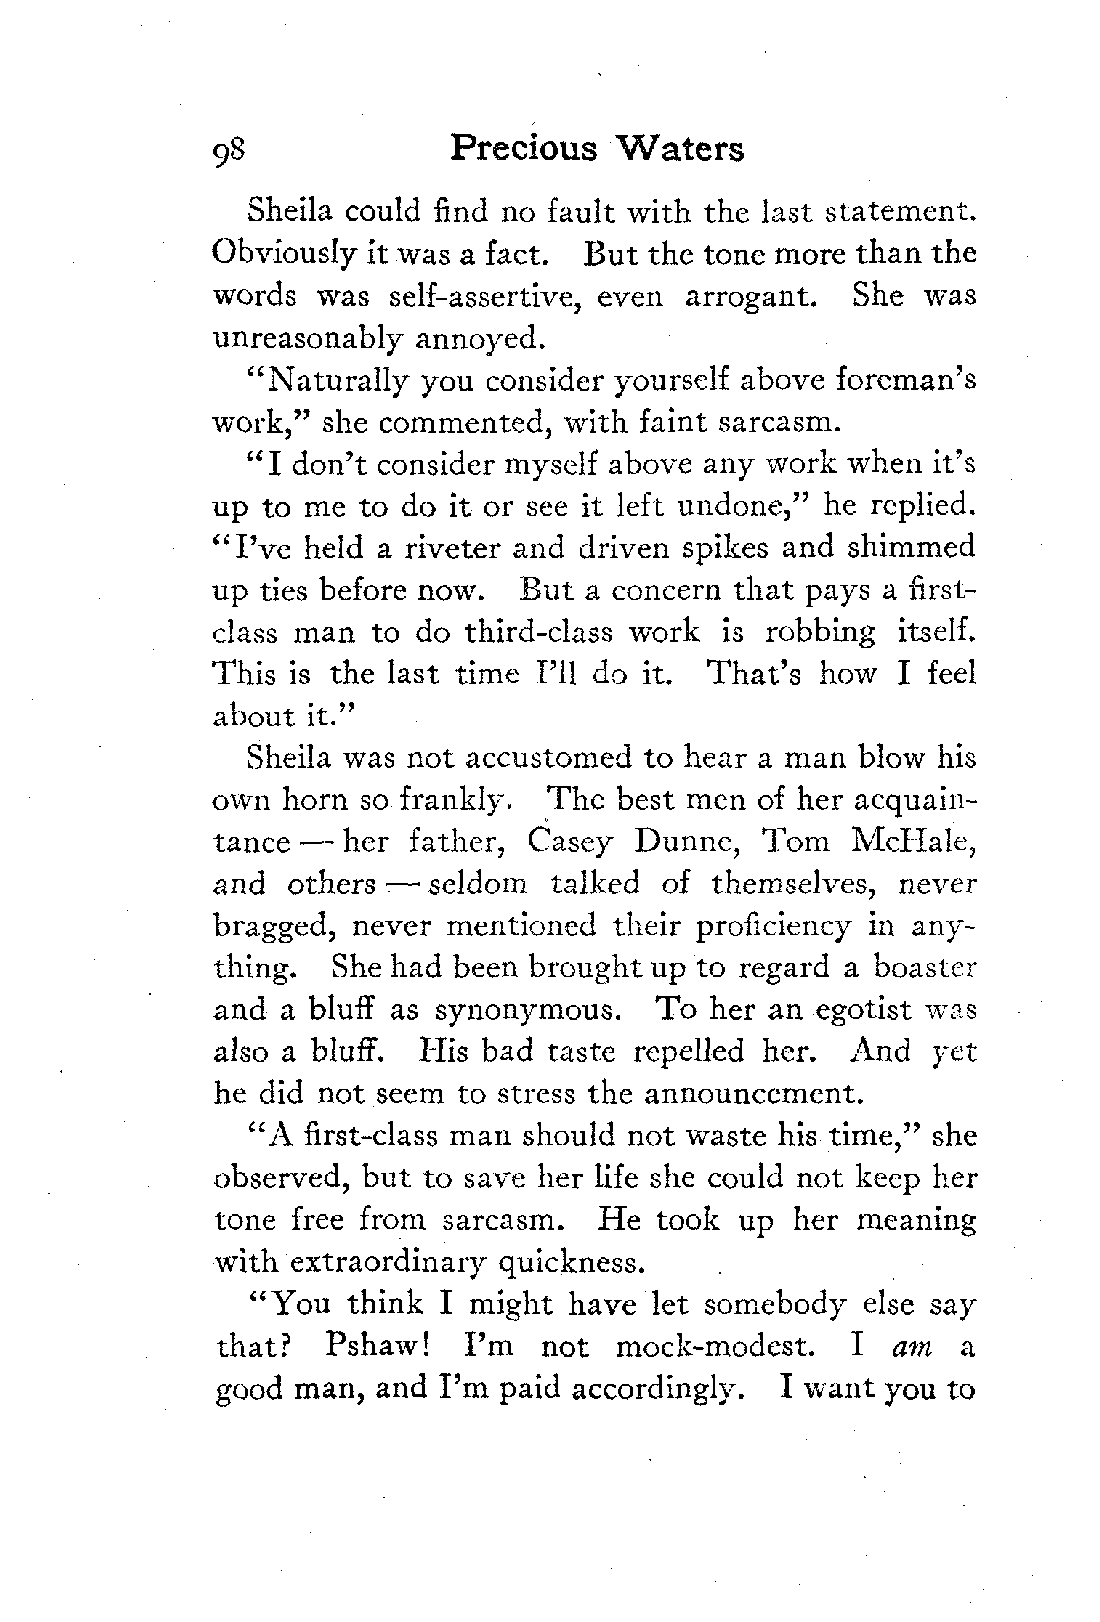 98 Precious Waters
Sheila could find no fault with the last statement.
Obviously it was a fact. But the tone more than the
words was self-assertive, even arrogant. She was
unreasonably annoyed.
“Naturally you consider yourself above foreman’s
work,” she commented, with faint sarcasm.
“I don’t consider myself above any work when it’s
up to me to do it or see it left undone,” he replied.
“I’ve held a riveter and driven spikes and shimmed
up ties before now. But a concern that pays a first-
class man to do third-class work is robbing itself.
This is the last time I’ll do it. That’s how I feel
about it.”
Sheila was not accustomed to hear a man blow his
own horn so frankly. The best men of her acquain-
tance — her father, Casey Dunne, Tom McHale,
and others — seldom talked of themselves, never
bragged, never mentioned their proficiency in any-
thing. She had been brought up to regard a boaster
and a bluff as synonymous. To her an egotist was
also a bluff. His bad taste repelled her. And yet
he did not seem to stress the announcement.
“A first-class man should not waste his time,” she
observed, but to save her life she could not keep her
tone free from sarcasm. He took up her meaning
with extraordinary quickness.
“You think I might have let somebody else say
that? Pshaw! I’m not mock-modest. I am a
good man, and I’m paid accordingly. I want you to